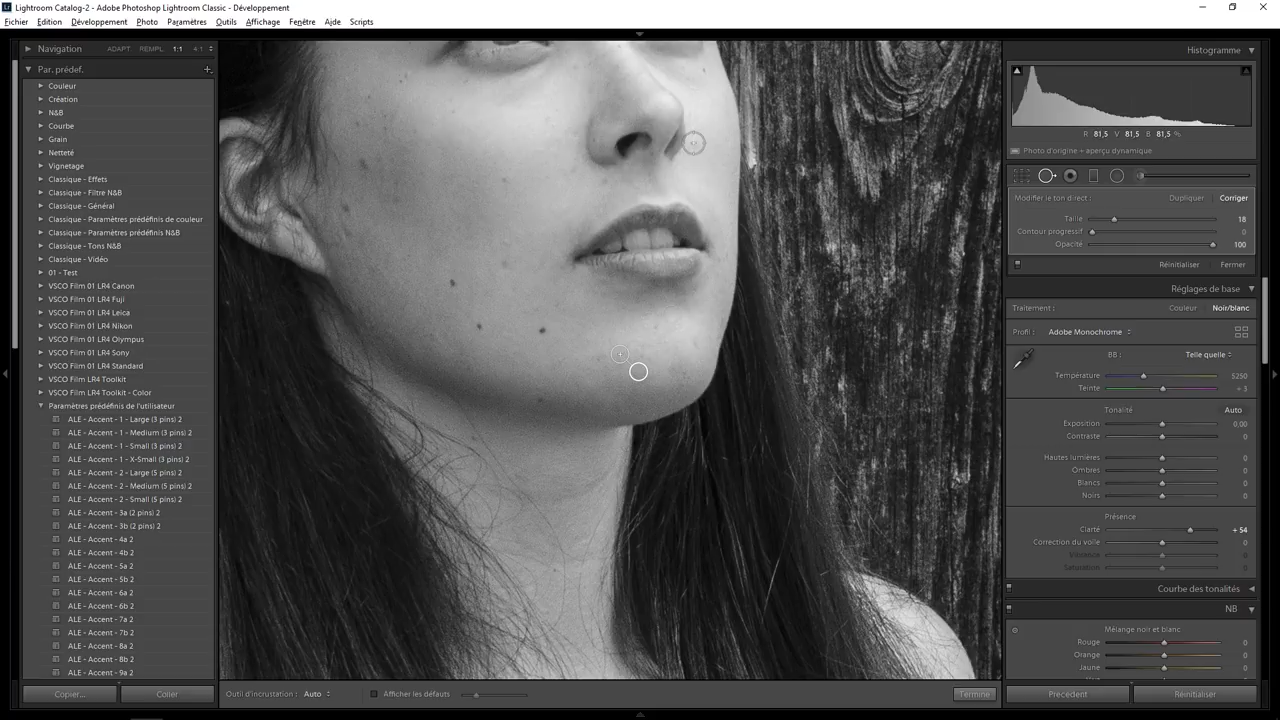 Lightroom Catalog-2 - Adobe Photoshop Lightroom Classic - Développement
Fichier Edition Développement Photo Paramètres Outils Affichage Fenêtre Aide Scripts
Navigation ADAPT. REMPL. 1:1 4:1
Par. prédéf.
Couleur
Création
N&B
Courbe
Grain
Netteté
Vignetage
Classique - Effets
Classique - Filtre N&B
Classique - Général
Classique - Paramètres prédéfinis de couleur
Classique - Paramètres prédéfinis N&B
Classique - Tons N&B
Classique - Vidéo
01 - Test
VSCO Film 01 LR4 Canon
VSCO Film 01 LR4 Fuji
VSCO Film 01 LR4 Leica
VSCO Film 01 LR4 Nikon
VSCO Film 01 LR4 Olympus
VSCO Film 01 LR4 Sony
VSCO Film 01 LR4 Standard
VSCO Film LR4 Toolkit
VSCO Film LR4 Toolkit - Color
Paramètres prédéfinis de l'utilisateur
ALE - Accent - 1 - Large (3 pins) 2
ALE - Accent - 1 - Medium (3 pins) 2
ALE - Accent - 1 - Small (3 pins) 2
ALE - Accent - 1 - X-Small (3 pins) 2
ALE - Accent - 2 - Large (5 pins) 2
ALE - Accent - 2 - Medium (5 pins) 2
ALE - Accent - 2 - Small (5 pins) 2
ALE - Accent - 3a (2 pins) 2
ALE - Accent - 3b (2 pins) 2
ALE - Accent - 4a 2
ALE - Accent - 4b 2
ALE - Accent - 5a 2
ALE - Accent - 5b 2
ALE - Accent - 6a 2
ALE - Accent - 6b 2
ALE - Accent - 7a 2
ALE - Accent - 7b 2
ALE - Accent - 8a 2
ALE - Accent - 8b 2
ALE - Accent - 9a 2
Copier... Coller
Outil d'incrustation : Auto Afficher les défauts Terminé
Histogramme
R 81,5 V 81,5 B 81,5 %
Photo d'origine + aperçu dynamique
Modifier le ton direct : Dupliquer Corriger
Taille 18
Contour progressif 0
Opacité 100
Réinitialiser Fermer
Réglages de base
Traitement : Couleur Noir/blanc
Profil : Adobe Monochrome
BB : Telle quelle
Température 5250
Teinte + 3
Tonalité Auto
Exposition 0,00
Contraste 0
Hautes lumières 0
Ombres 0
Blancs 0
Noirs 0
Présence
Clarté + 54
Correction du voile 0
Vibrance 0
Saturation 0
Courbe des tonalités
NB
Mélange noir et blanc
Rouge 0
Orange 0
Jaune 0
Précédent Réinitialiser